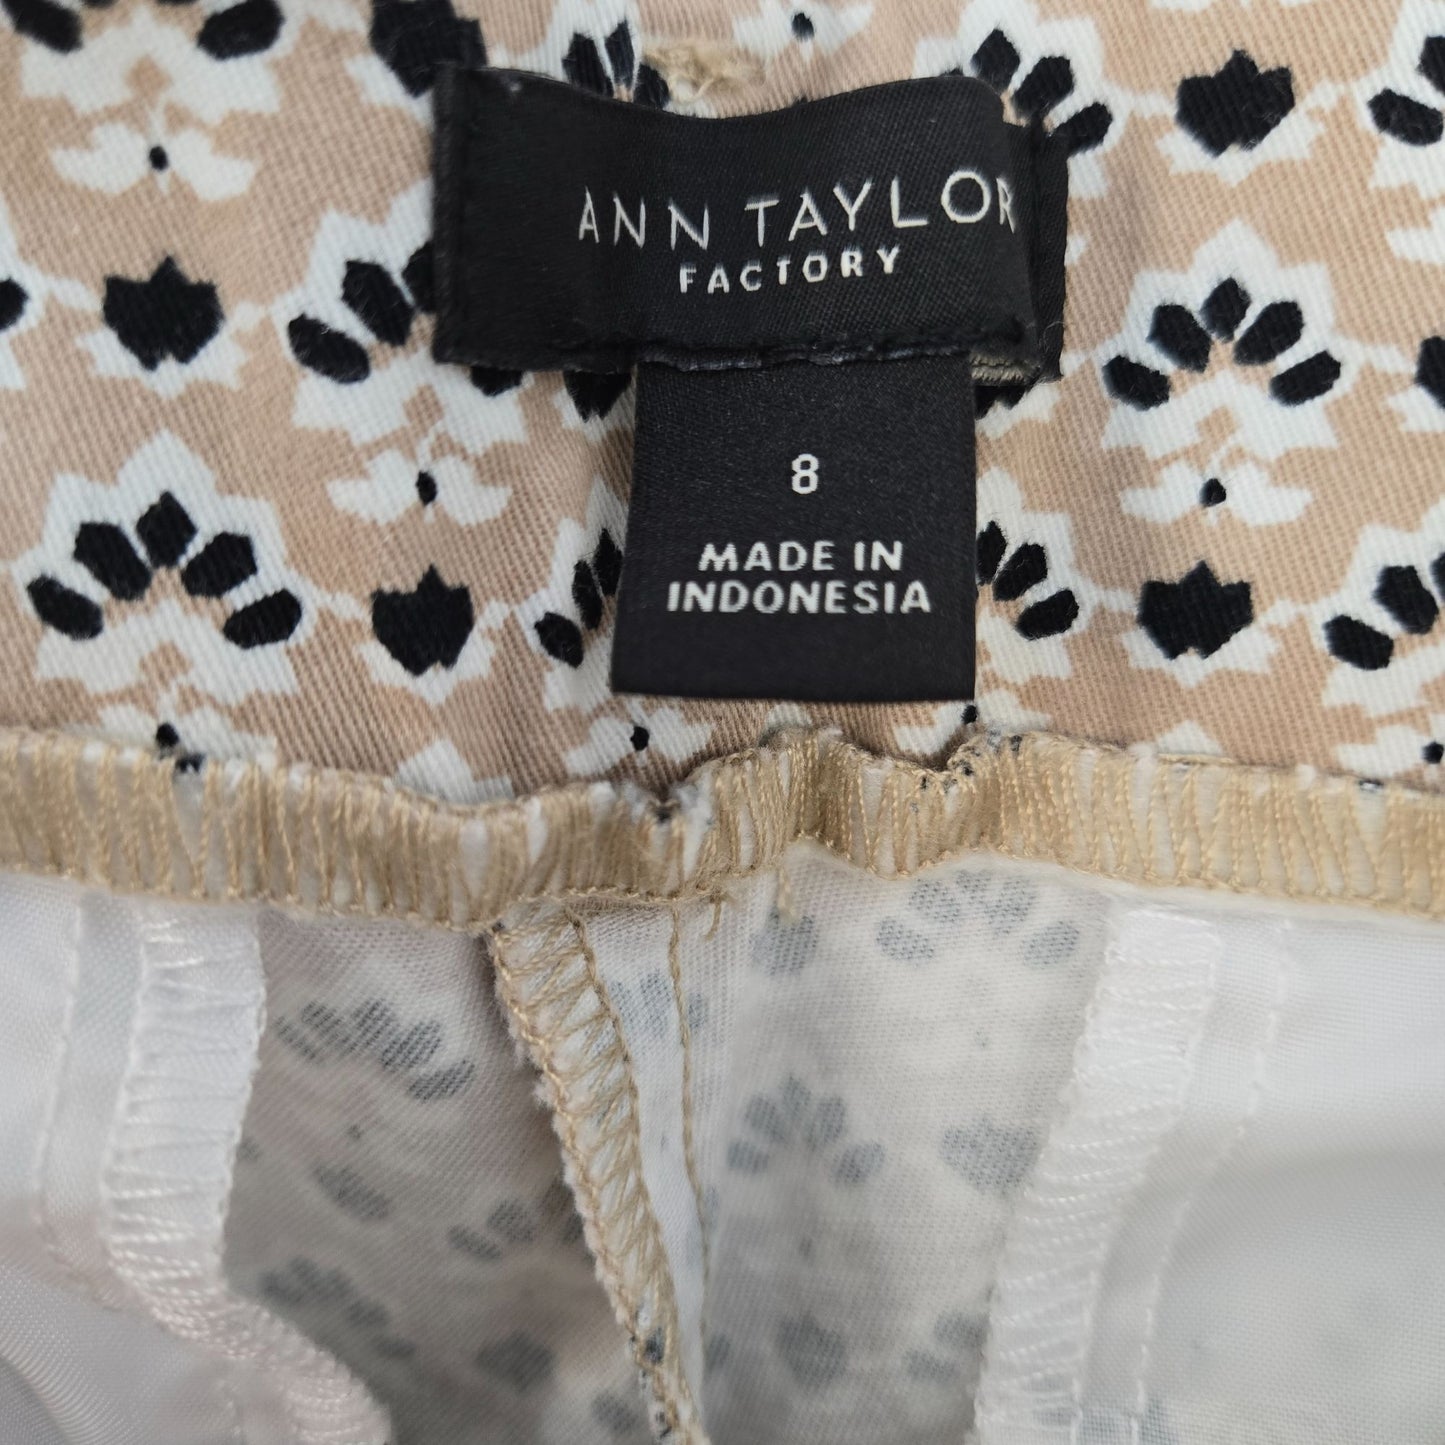 ANN TAYLOR
FACTORY
8
MADE IN
INDONESIA